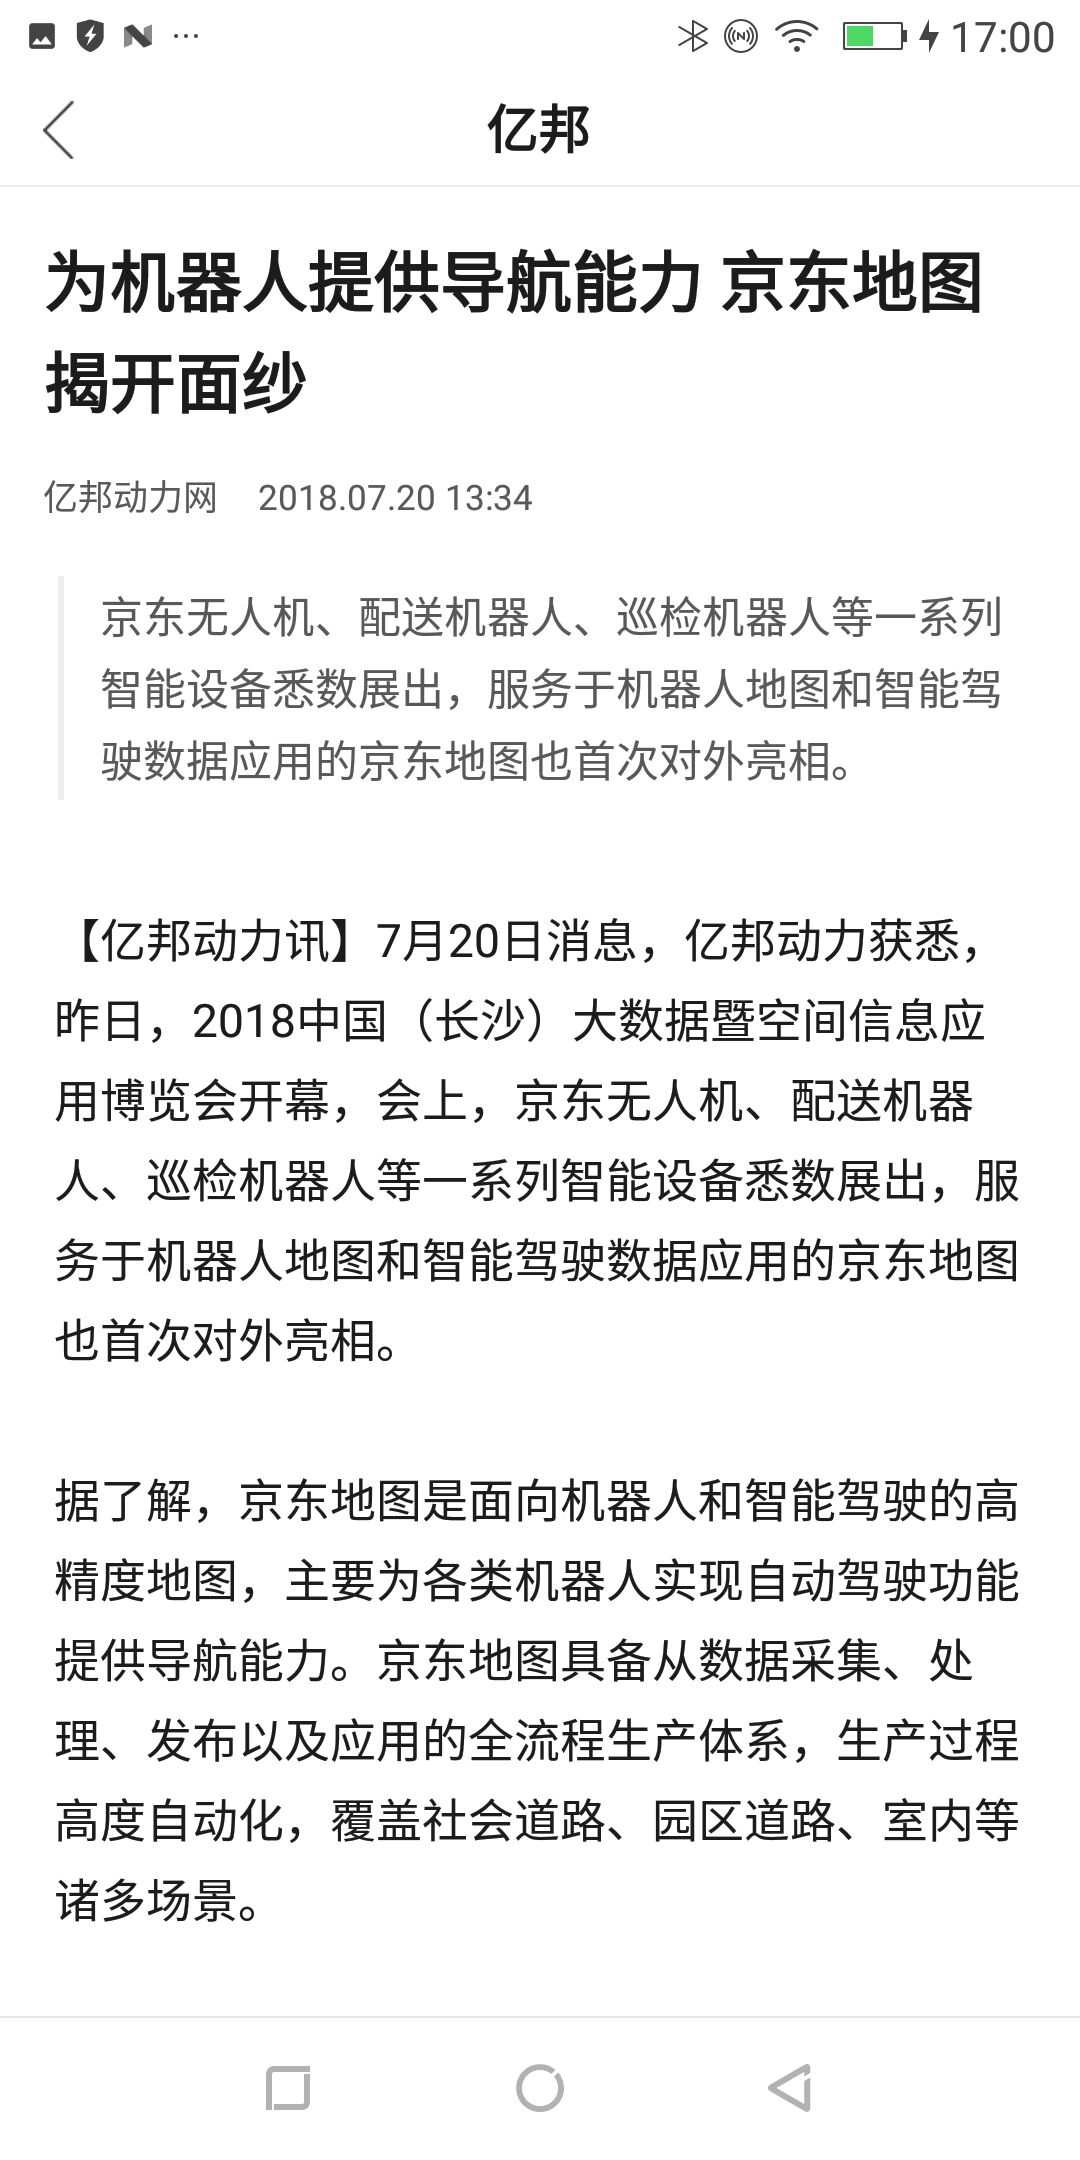 17:00
亿邦
为机器人提供导航能力 京东地图
揭开面纱
亿邦动力网 2018.07.20 13:34
京东无人机、配送机器人、巡检机器人等一系列
智能设备悉数展出，服务于机器人地图和智能驾
驶数据应用的京东地图也首次对外亮相。
【亿邦动力讯】7月20日消息，亿邦动力获悉，
昨日，2018中国（长沙）大数据暨空间信息应
用博览会开幕，会上，京东无人机、配送机器
人、巡检机器人等一系列智能设备悉数展出，服
务于机器人地图和智能驾驶数据应用的京东地图
也首次对外亮相。
据了解，京东地图是面向机器人和智能驾驶的高
精度地图，主要为各类机器人实现自动驾驶功能
提供导航能力。京东地图具备从数据采集、处
理、发布以及应用的全流程生产体系，生产过程
高度自动化，覆盖社会道路、园区道路、室内等
诸多场景。